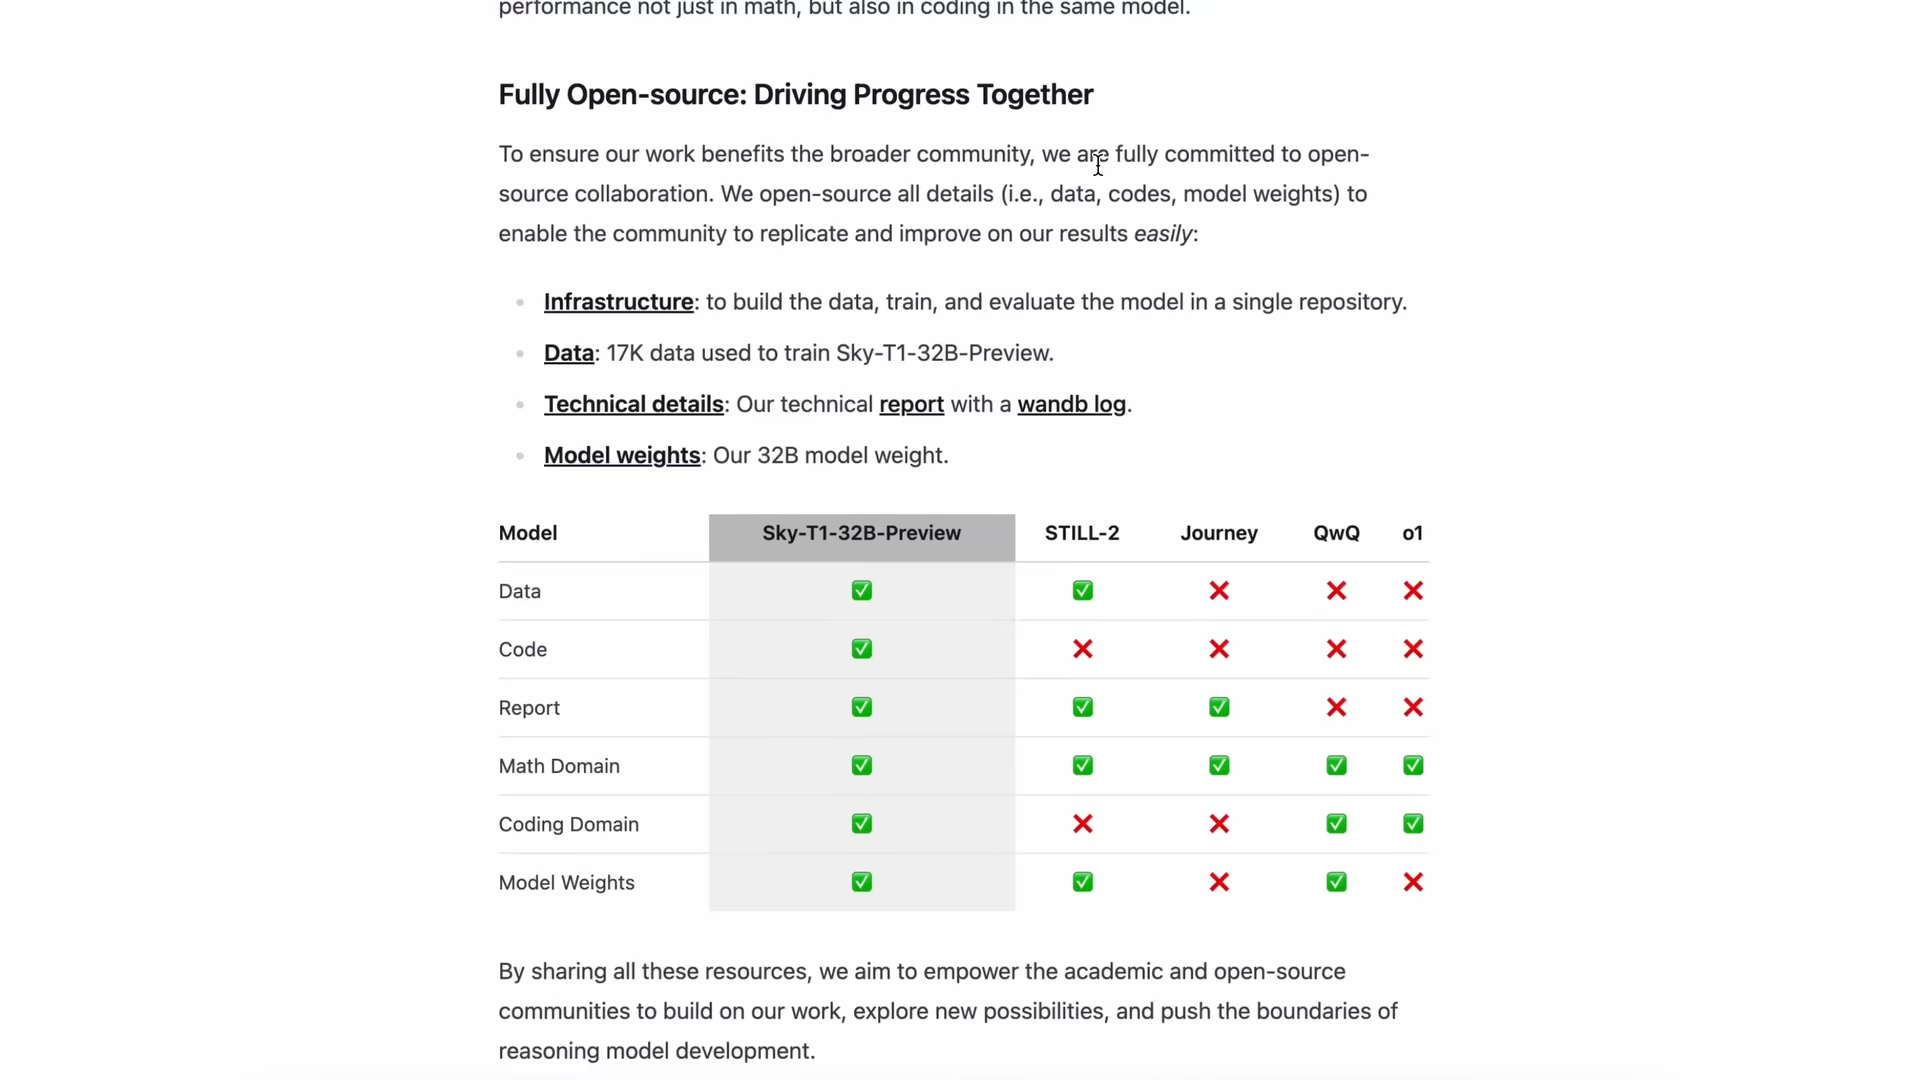 performance not just in math, but also in coding in the same model.
Fully Open-source: Driving Progress Together
To ensure our work benefits the broader community, we are fully committed to open-
source collaboration. We open-source all details (i.e., data, codes, model weights) to
enable the community to replicate and improve on our results easily:
Infrastructure: to build the data, train, and evaluate the model in a single repository.
Data: 17K data used to train Sky-T1-32B-Preview.
Technical details: Our technical report with a wandb log.
Model weights: Our 32B model weight.
Model Sky-T1-32B-Preview STILL-2 Journey QwQ o1
Data ✅ ✅ ❌ ❌ ❌
Code ✅ ❌ ❌ ❌ ❌
Report ✅ ✅ ✅ ❌ ❌
Math Domain ✅ ✅ ✅ ✅ ✅
Coding Domain ✅ ❌ ❌ ✅ ✅
Model Weights ✅ ✅ ❌ ✅ ❌
By sharing all these resources, we aim to empower the academic and open-source
communities to build on our work, explore new possibilities, and push the boundaries of
reasoning model development.